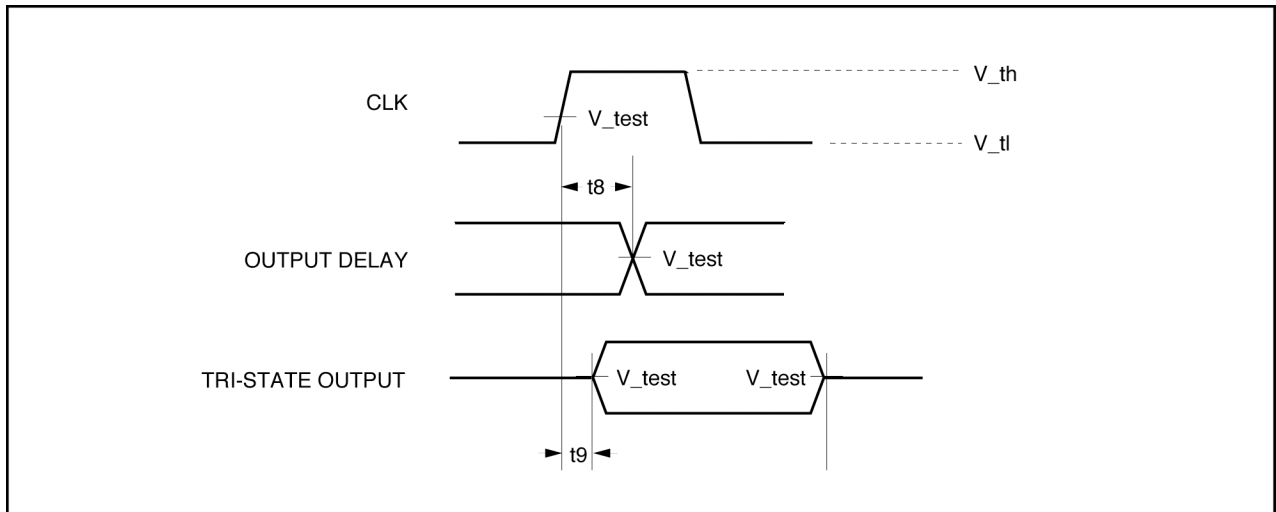 V_th
CLK
V_test
V_tl
t8
OUTPUT DELAY
V_test
TRI-STATE OUTPUT
V_test
V_test
t9